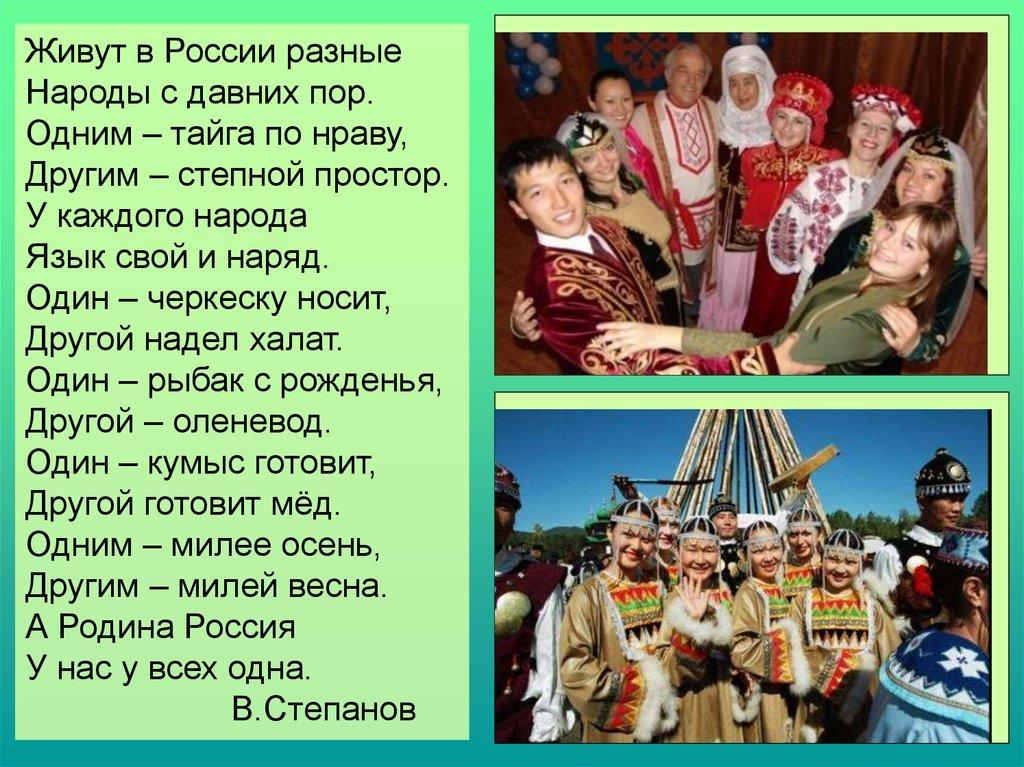 Живут в России разные
Народы с давних пор.
Одним – тайга по нраву,
Другим – степной простор.
У каждого народа
Язык свой и наряд.
Один – черкеску носит,
Другой надел халат.
Один – рыбак с рожденья,
Другой – оленевод.
Один – кумыс готовит,
Другой готовит мёд.
Одним – милее осень,
Другим – милей весна.
А Родина Россия
У нас у всех одна.
В.Степанов